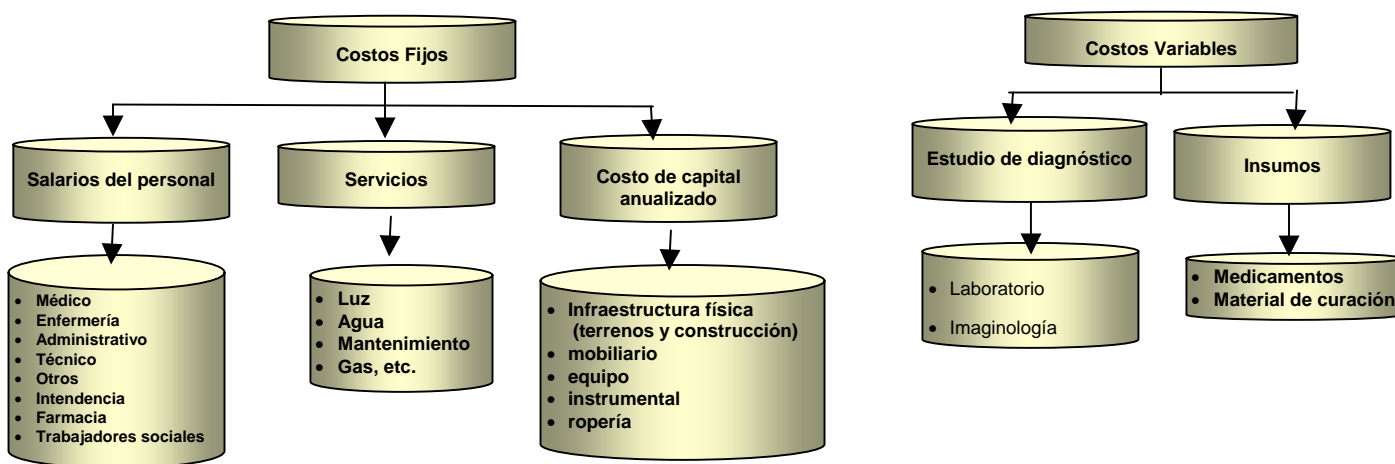 Costos Fijos
Salarios del personal
Servicios
Costo de capital
anualizado
• Médico
• Enfermería
• Administrativo
• Técnico
• Otros
• Intendencia
• Farmacia
• Trabajadores sociales
• Luz
• Agua
• Mantenimiento
• Gas, etc.
• Infraestructura física
(terrenos y construcción)
• mobiliario
• equipo
• instrumental
• ropería
Costos Variables
Estudio de diagnóstico
Insumos
• Laboratorio
• Imaginología
• Medicamentos
• Material de curación